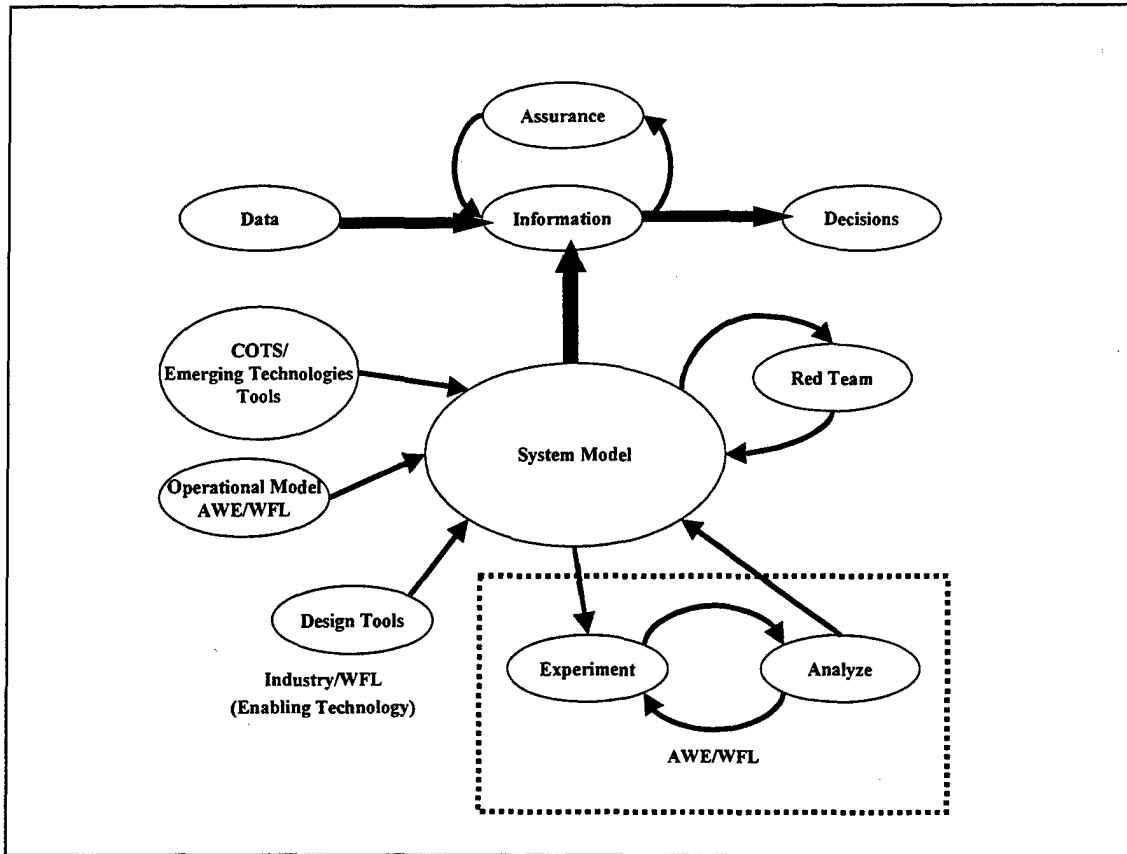 Assurance
Data
Information
Decisions
COTS/
Emerging Technologies
Tools
Red Team
System Model
Operational Model
AWE/WFL
Design Tools
Industry/WFL
(Enabling Technology)
Experiment
Analyze
AWE/WFL